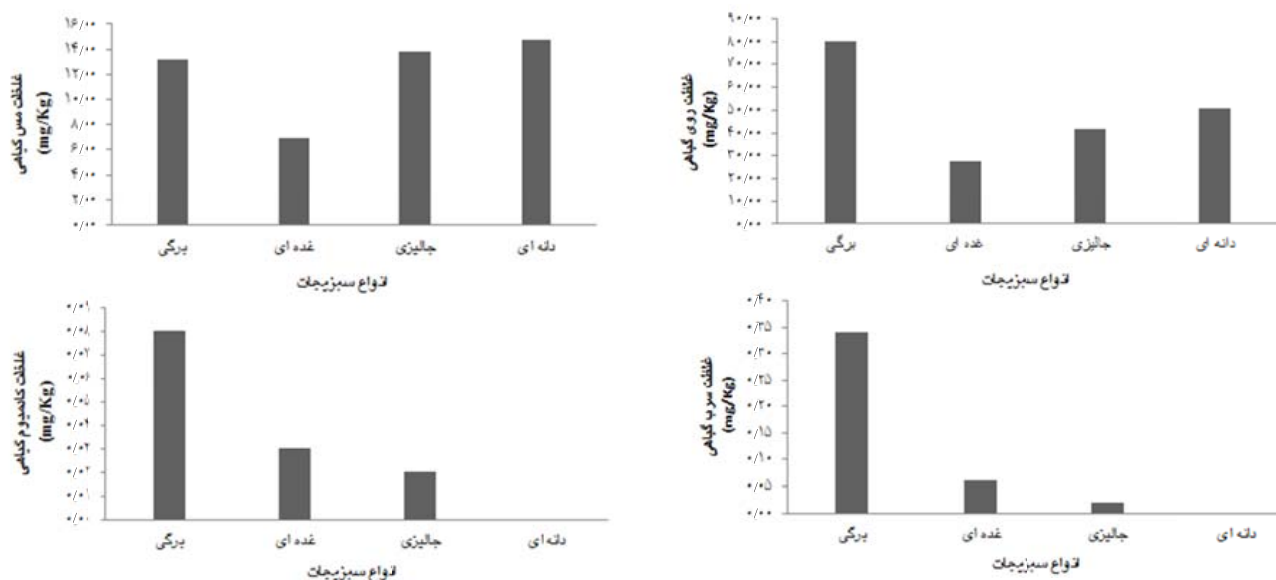 غلظت مس گیاهی
(mg/Kg)
۱۶/۰۰
۱۴/۰۰
۱۲/۰۰
۱۰/۰۰
۸/۰۰
۶/۰۰
۴/۰۰
۲/۰۰
۰/۰۰
برگی
غده ای
جالیزی
دانه ای
انواع سبزیجات
غلظت روی گیاهی
(mg/Kg)
۹۰/۰۰
۸۰/۰۰
۷۰/۰۰
۶۰/۰۰
۵۰/۰۰
۴۰/۰۰
۳۰/۰۰
۲۰/۰۰
۱۰/۰۰
۰/۰۰
برگی
غده ای
جالیزی
دانه ای
انواع سبزیجات
غلظت کادمیوم گیاهی
(mg/Kg)
۰/۰۹
۰/۰۸
۰/۰۷
۰/۰۶
۰/۰۵
۰/۰۴
۰/۰۳
۰/۰۲
۰/۰۱
۰/۰۰
برگی
غده ای
جالیزی
دانه ای
انواع سبزیجات
غلظت سرب گیاهی
(mg/Kg)
۰/۴۰
۰/۳۵
۰/۳۰
۰/۲۵
۰/۲۰
۰/۱۵
۰/۱۰
۰/۰۵
۰/۰۰
برگی
غده ای
جالیزی
دانه ای
انواع سبزیجات